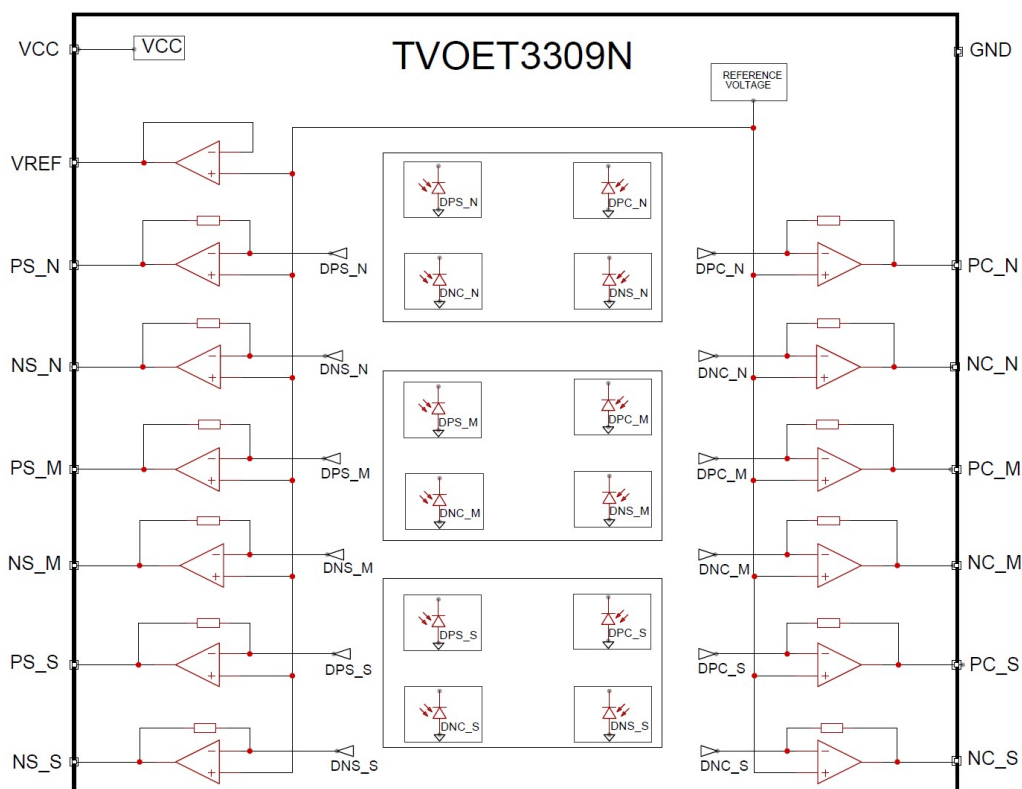 TVOET3309N
VCC
VCC
GND
REFERENCE
VOLTAGE
VREF
-
+
DPS_N
DPC_N
PS_N
-
+
DPS_N
DPC_N
-
+
PC_N
DNC_N
DNS_N
NS_N
-
+
DNS_N
DNC_N
-
+
NC_N
DPS_M
DPC_M
PS_M
-
+
DPS_M
DPC_M
-
+
PC_M
DNC_M
DNS_M
NS_M
-
+
DNS_M
DNC_M
-
+
NC_M
DPS_S
DPC_S
PS_S
-
+
DPS_S
DPC_S
-
+
PC_S
DNC_S
DNS_S
NS_S
-
+
DNS_S
DNC_S
-
+
NC_S